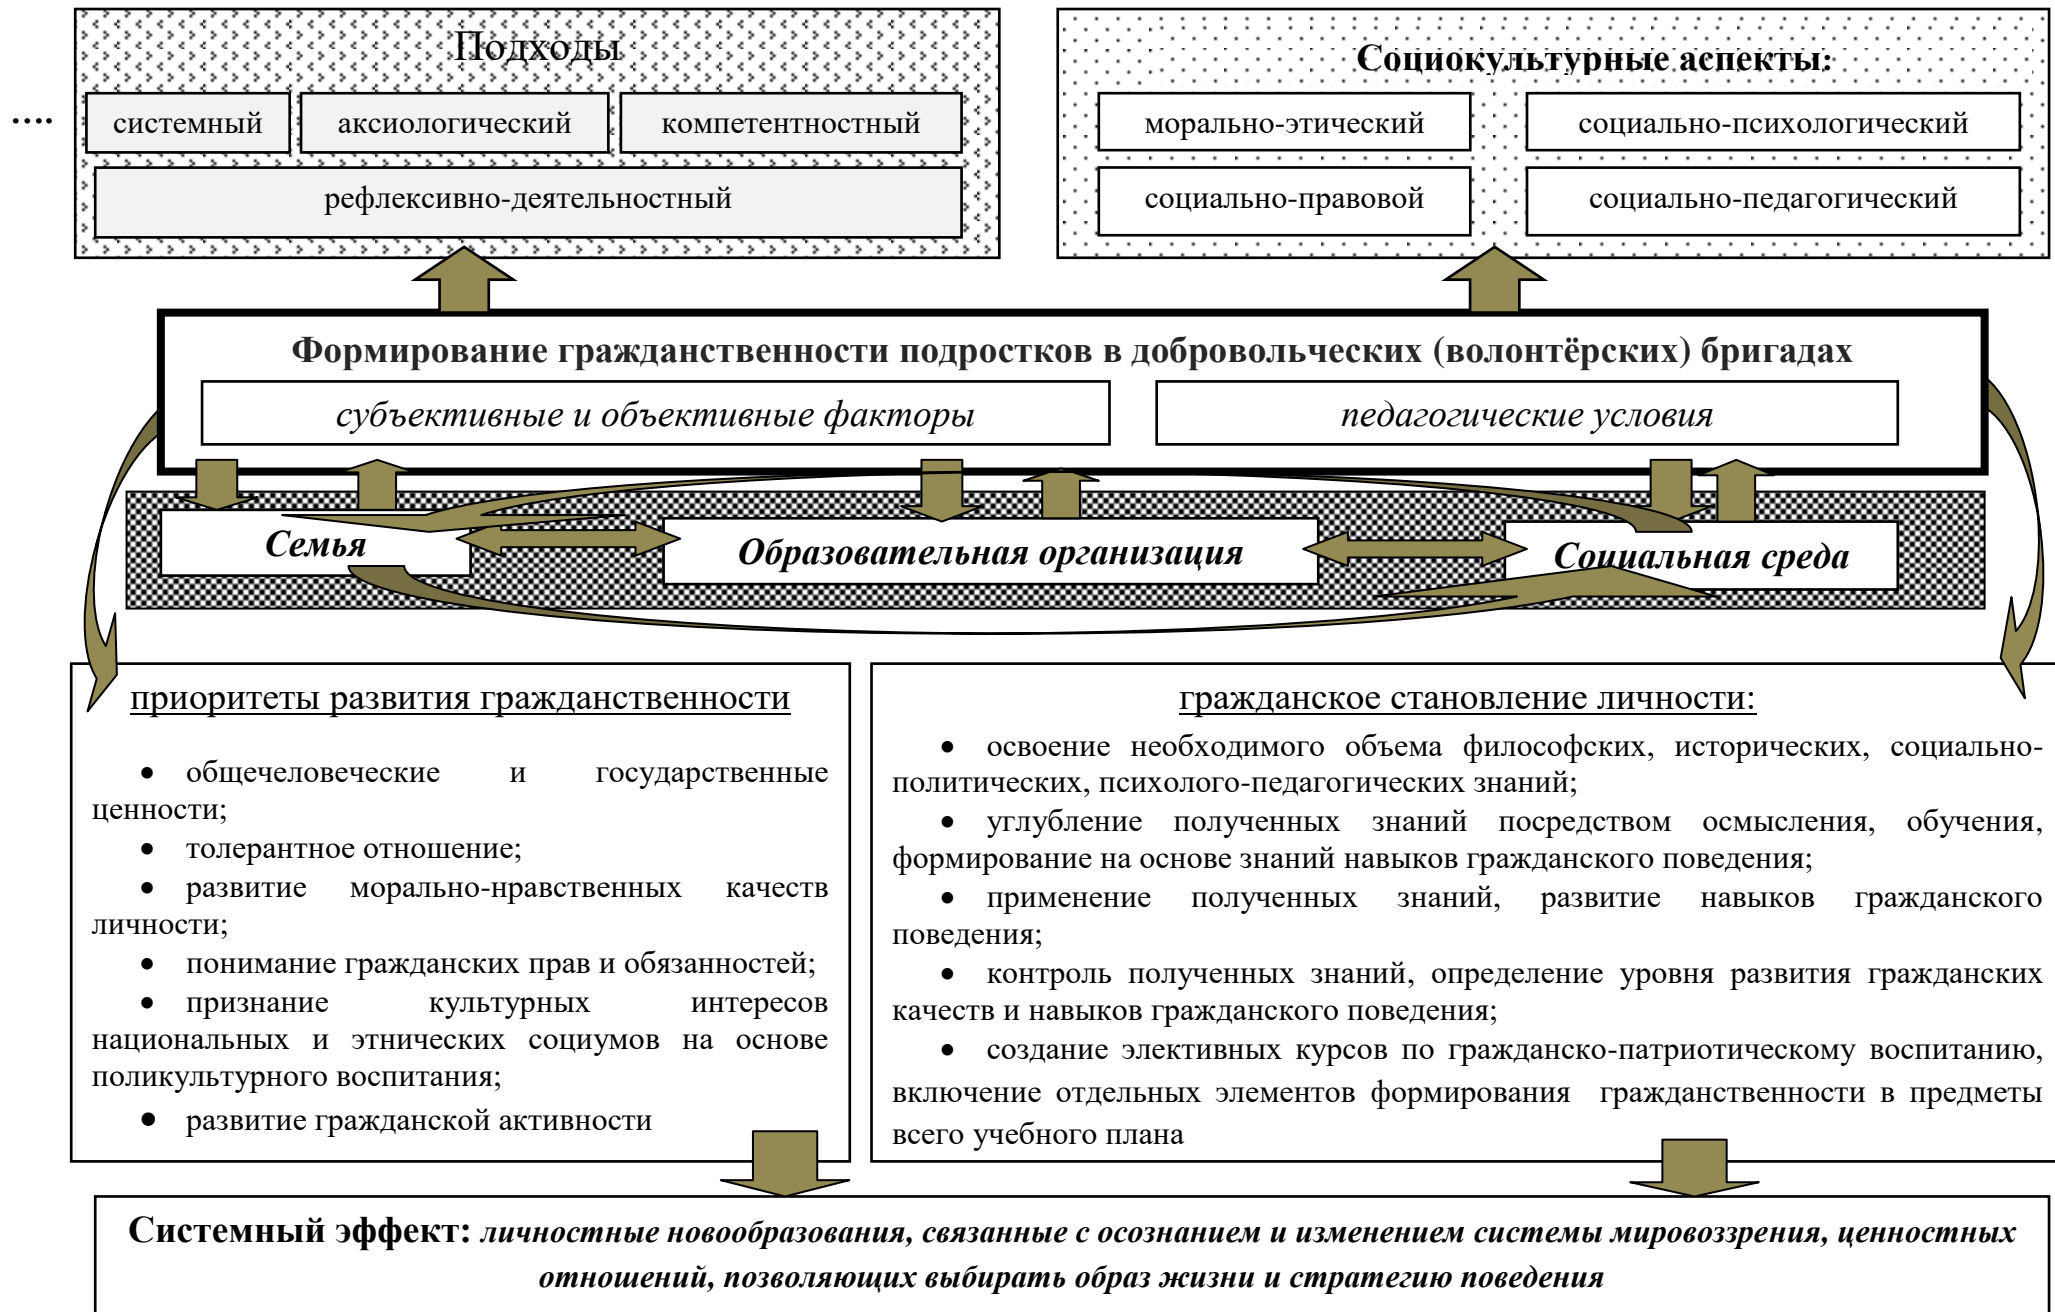 Подходы
Социокультурные аспекты:
....
системный
аксиологический
компетентностный
рефлексивно-деятельностный
морально-этический
социально-психологический
социально-правовой
социально-педагогический
Формирование гражданственности подростков в добровольческих (волонтёрских) бригадах
субъективные и объективные факторы
педагогические условия
Семья
Образовательная организация
Социальная среда
приоритеты развития гражданственности
• общечеловеческие и государственные
ценности;
• толерантное отношение;
• развитие морально-нравственных качеств
личности;
• понимание гражданских прав и обязанностей;
• признание культурных интересов
национальных и этнических социумов на основе
поликультурного воспитания;
• развитие гражданской активности
гражданское становление личности:
• освоение необходимого объема философских, исторических, социально-
политических, психолого-педагогических знаний;
• углубление полученных знаний посредством осмысления, обучения,
формирование на основе знаний навыков гражданского поведения;
• применение полученных знаний, развитие навыков гражданского
поведения;
• контроль полученных знаний, определение уровня развития гражданских
качеств и навыков гражданского поведения;
• создание элективных курсов по гражданско-патриотическому воспитанию,
включение отдельных элементов формирования гражданственности в предметы
всего учебного плана
Системный эффект: личностные новообразования, связанные с осознанием и изменением системы мировоззрения, ценностных
отношений, позволяющих выбирать образ жизни и стратегию поведения